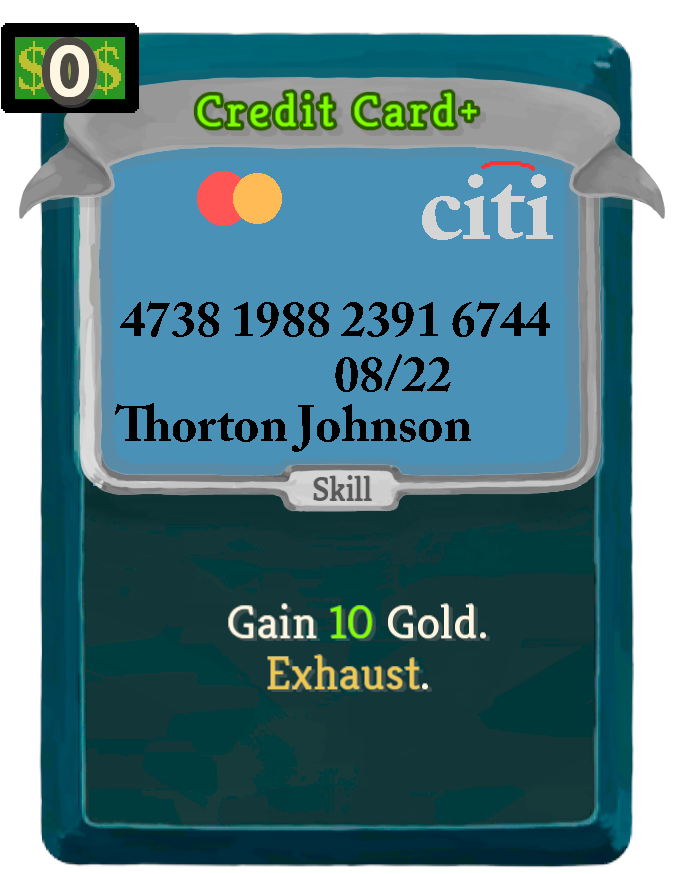 $0$
Credit Card+
citi
4738 1988 2391 6744
08/22
Thorton Johnson
Skill
Gain 10 Gold.
Exhaust.